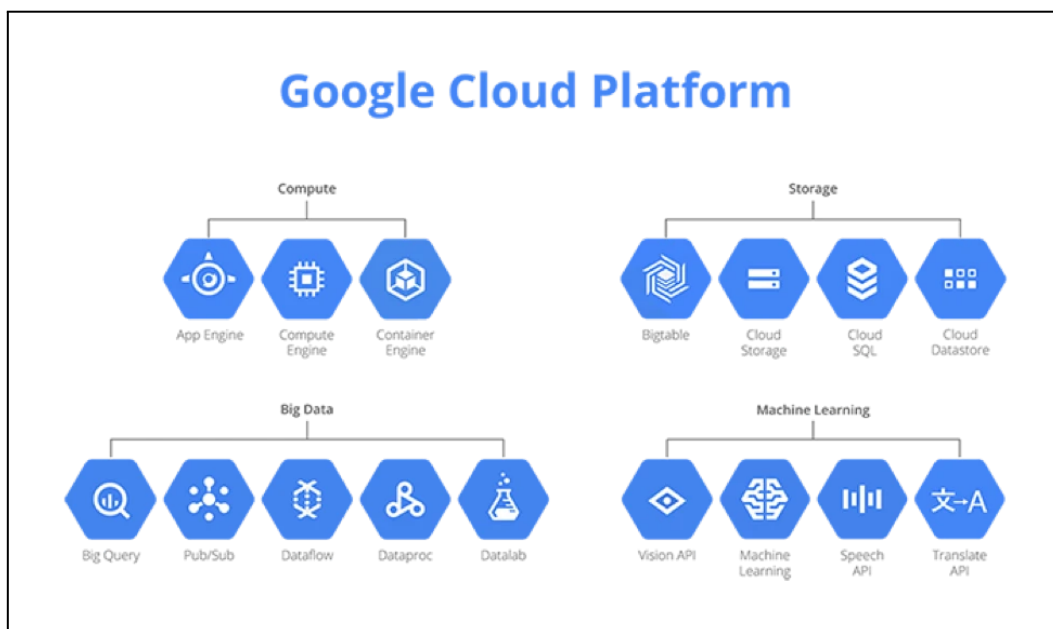 Google Cloud Platform
Compute
App Engine
Compute
Engine
Container
Engine
Storage
Bigtable
Cloud
Storage
Cloud
SQL
Cloud
Datastore
Big Data
Big Query
Pub/Sub
Dataflow
Dataproc
Datalab
Machine Learning
Vision API
Machine
Learning
Speech
API
文→A
Translate
API